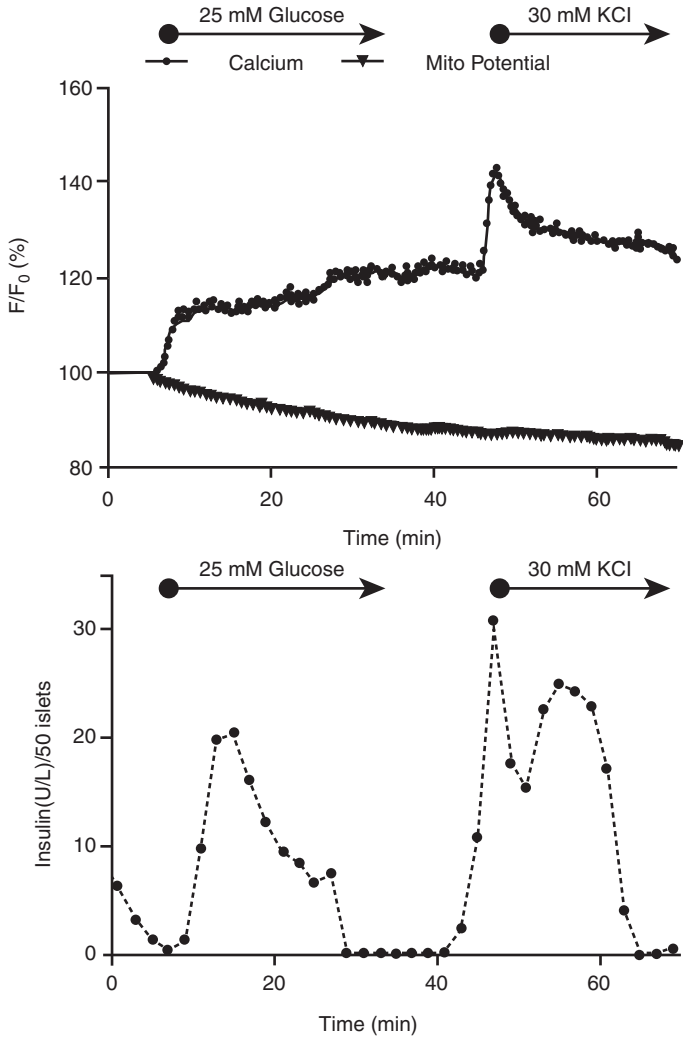 25 mM Glucose 30 mM KCl
Calcium Mito Potential
160
140
120
100
80
F/F0 (%)
0 20 40 60
Time (min)
25 mM Glucose 30 mM KCl
30
20
10
0
Insulin(U/L)/50 islets
0 20 40 60
Time (min)